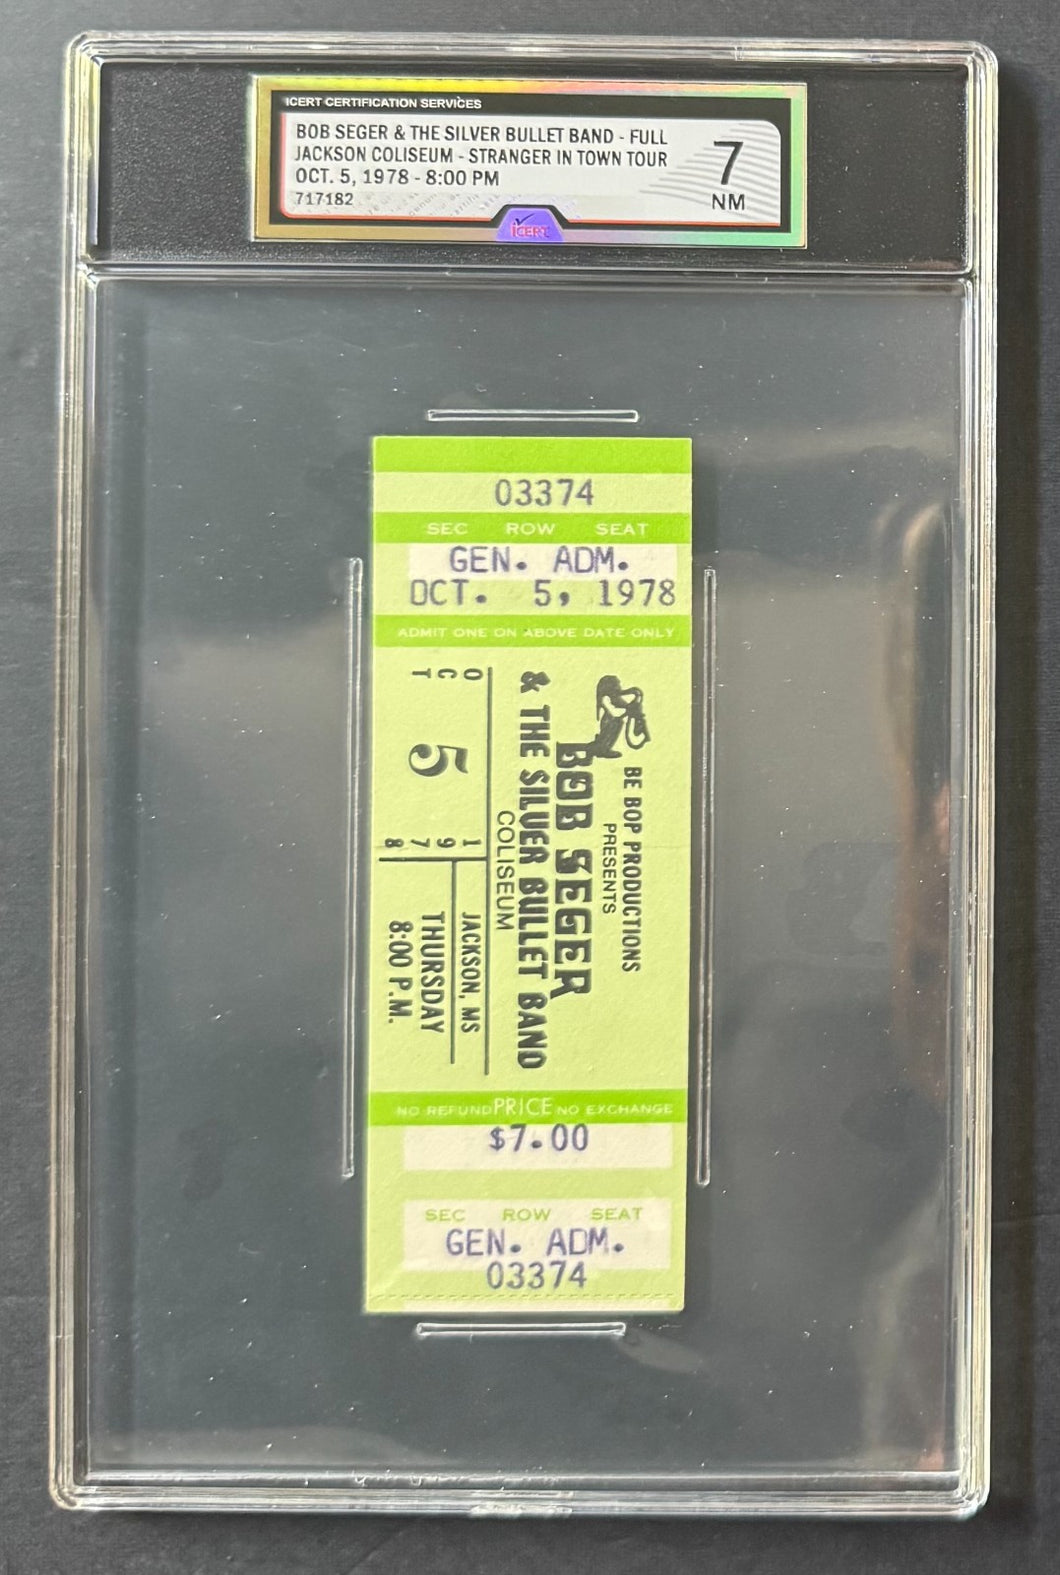 ICERT CERTIFICATION SERVICES
BOB SEGER & THE SILVER BULLET BAND - FULL
JACKSON COLISEUM - STRANGER IN TOWN TOUR
OCT. 5, 1978 - 8:00 PM
717182
7
NM
ICERT
03374
SEC ROW SEAT
GEN. ADM.
OCT. 5, 1978
ADMIT ONE ON ABOVE DATE ONLY
BE BOP PRODUCTIONS
PRESENTS
BOB SEGER
& THE SILVER BULLET BAND
COLISEUM
OCT 5 1978
JACKSON, MS
THURSDAY
8:00 P.M.
NO REFUND PRICE NO EXCHANGE
$7.00
SEC ROW SEAT
GEN. ADM.
03374